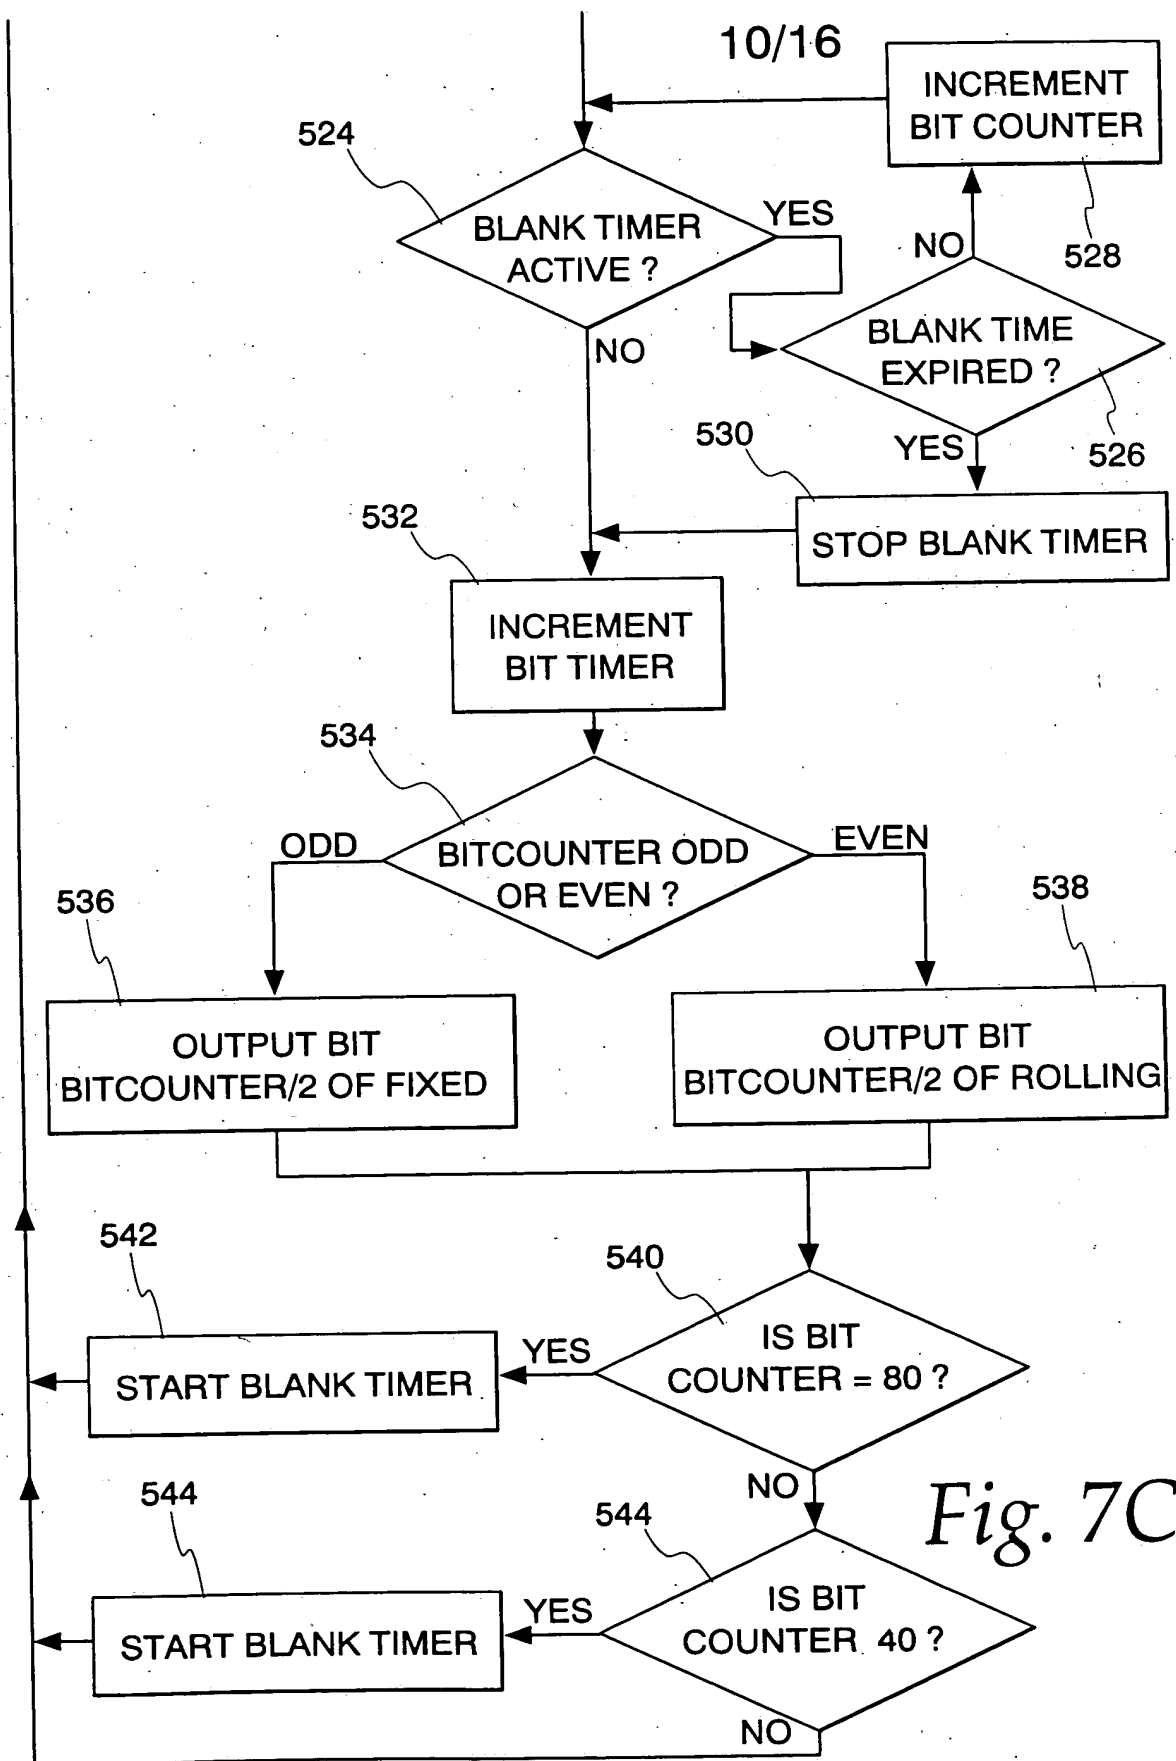 10/16
INCREMENT
BIT COUNTER
528
524
BLANK TIMER
ACTIVE ?
YES
NO
NO
BLANK TIME
EXPIRED ?
526
YES
530
STOP BLANK TIMER
532
INCREMENT
BIT TIMER
534
BITCOUNTER ODD
OR EVEN ?
ODD
EVEN
536
OUTPUT BIT
BITCOUNTER/2 OF FIXED
538
OUTPUT BIT
BITCOUNTER/2 OF ROLLING
540
IS BIT
COUNTER = 80 ?
YES
542
START BLANK TIMER
NO
544
IS BIT
COUNTER 40 ?
YES
544
START BLANK TIMER
NO
Fig. 7C